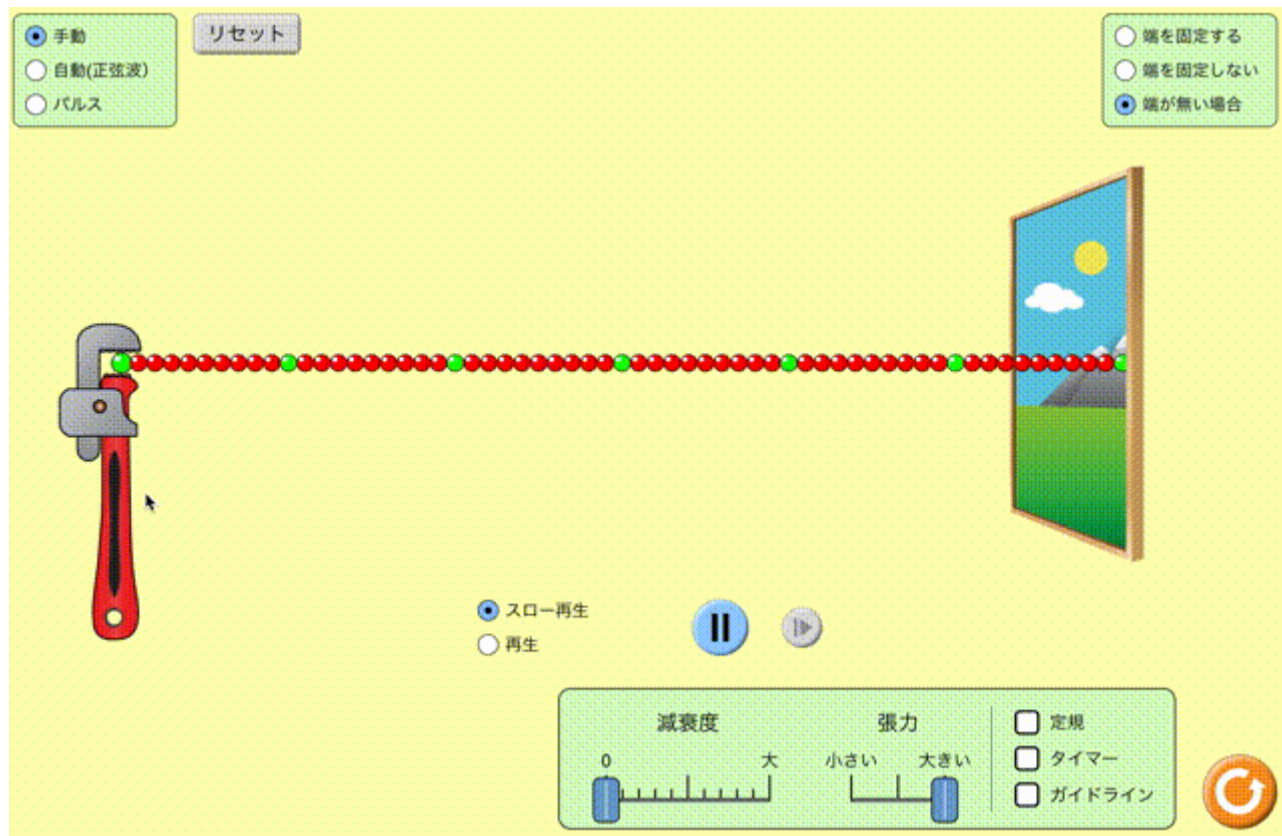 手動
自動(正弦波)
パルス
リセット
端を固定する
端を固定しない
端が無い場合
スロー再生
再生
減衰度
0
大
張力
小さい
大きい
定規
タイマー
ガイドライン